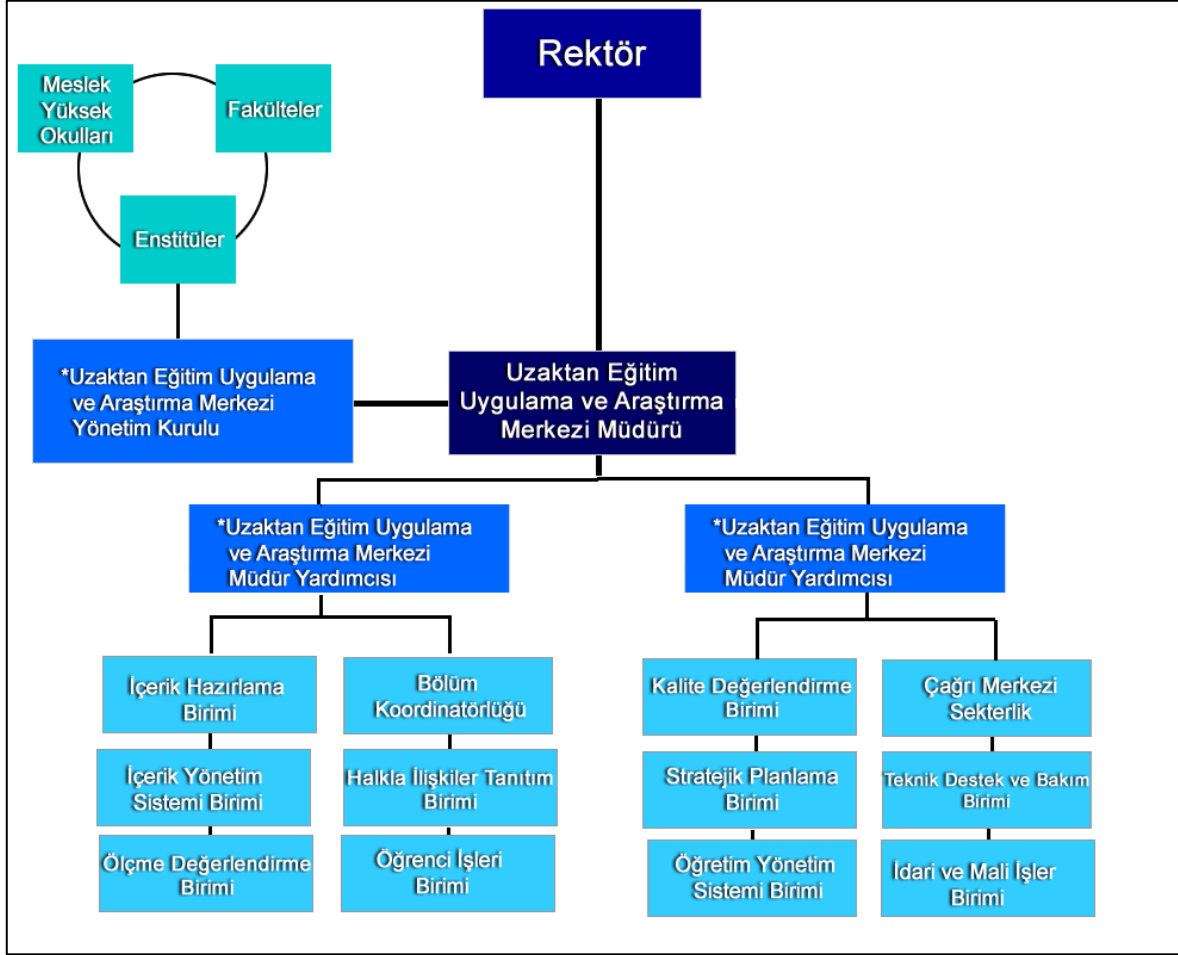 Rektör
Meslek
Yüksek
Okulları
Fakülteler
Enstitüler
*Uzaktan Eğitim Uygulama
ve Araştırma Merkezi
Yönetim Kurulu
Uzaktan Eğitim
Uygulama ve Araştırma
Merkezi Müdürü
*Uzaktan Eğitim Uygulama
ve Araştırma Merkezi
Müdür Yardımcısı
*Uzaktan Eğitim Uygulama
ve Araştırma Merkezi
Müdür Yardımcısı
İçerik Hazırlama
Birimi
Bölüm
Koordinatörlüğü
Kalite Değerlendirme
Birimi
Çağrı Merkezi
Sekterlik
İçerik Yönetim
Sistemi Birimi
Halkla İlişkiler Tanıtım
Birimi
Stratejik Planlama
Birimi
Teknik Destek ve Bakım
Birimi
Ölçme Değerlendirme
Birimi
Öğrenci İşleri
Birimi
Öğretim Yönetim
Sistemi Birimi
İdari ve Mali İşler
Birimi